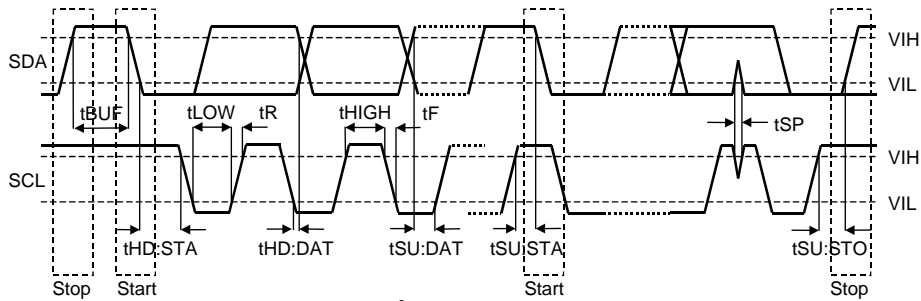 VIH
SDA
VIL
tBUF
tLOW
tR
tHIGH
tF
tSP
VIH
SCL
VIL
tHD:STA
tHD:DAT
tSU:DAT
tSU:STA
tSU:STO
Stop
Start
Start
Stop